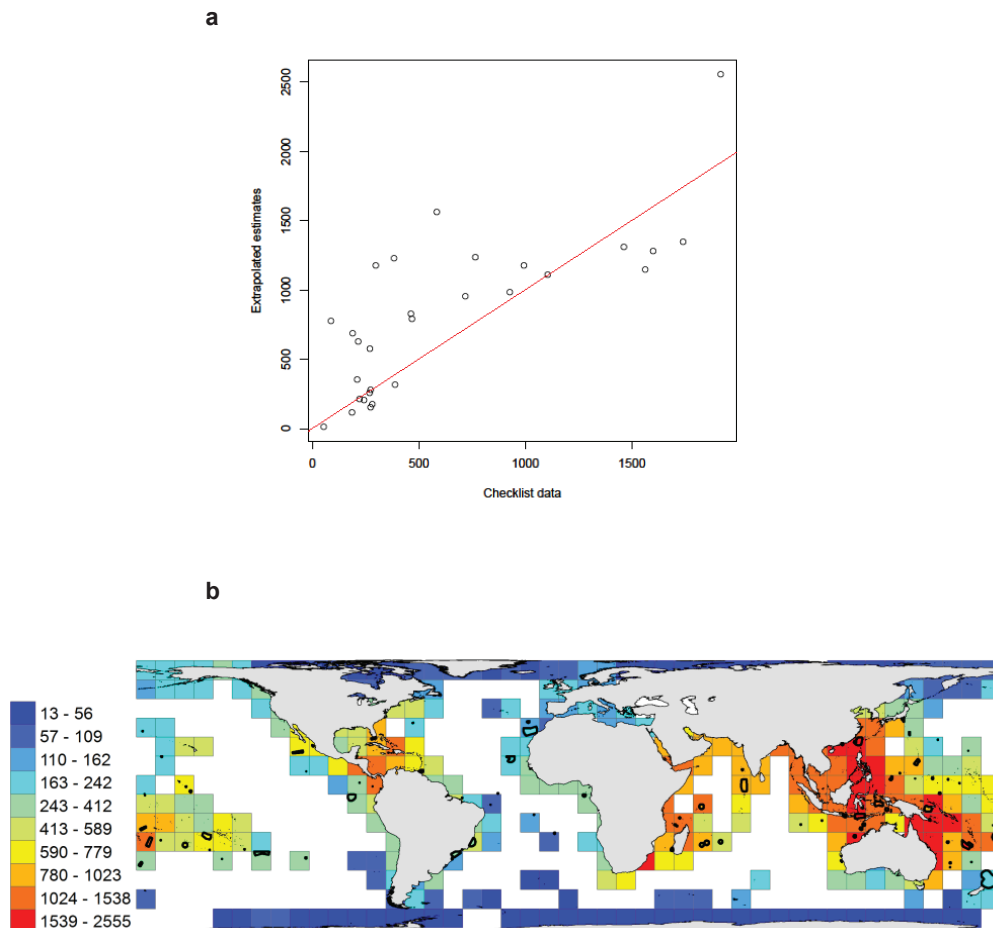 a
2500
2000
1500
1000
500
0
Extrapolated estimates
0 500 1000 1500
Checklist data
b
13 - 56
57 - 109
110 - 162
163 - 242
243 - 412
413 - 589
590 - 779
780 - 1023
1024 - 1538
1539 - 2555